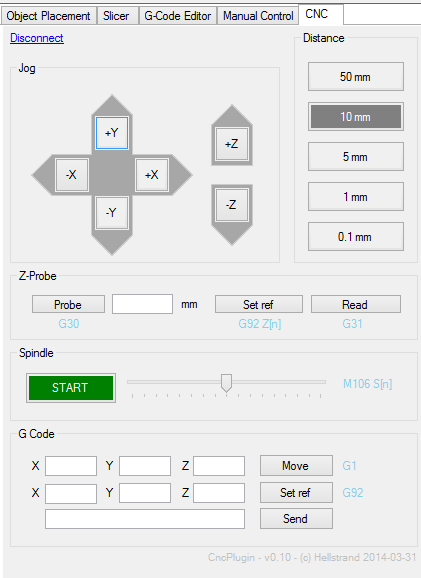 Object Placement Slicer G-Code Editor Manual Control CNC
Disconnect
Distance
Jog
50 mm
10 mm
5 mm
1 mm
0.1 mm
+Y
-X
+X
-Y
+Z
-Z
Z-Probe
Probe mm Set ref Read
G30 G92 Z[n] G31
Spindle
START M106 S[n]
G Code
X Y Z Move G1
X Y Z Set ref G92
Send
CncPlugin - v0.10 - (c) Hellstrand 2014-03-31